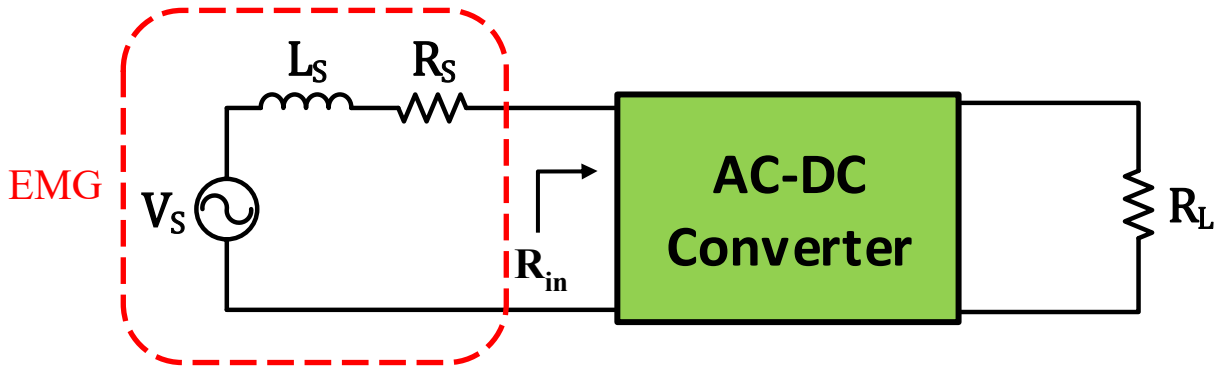 L_S
R_S
EMG
V_S
R_in
AC-DC
Converter
R_L